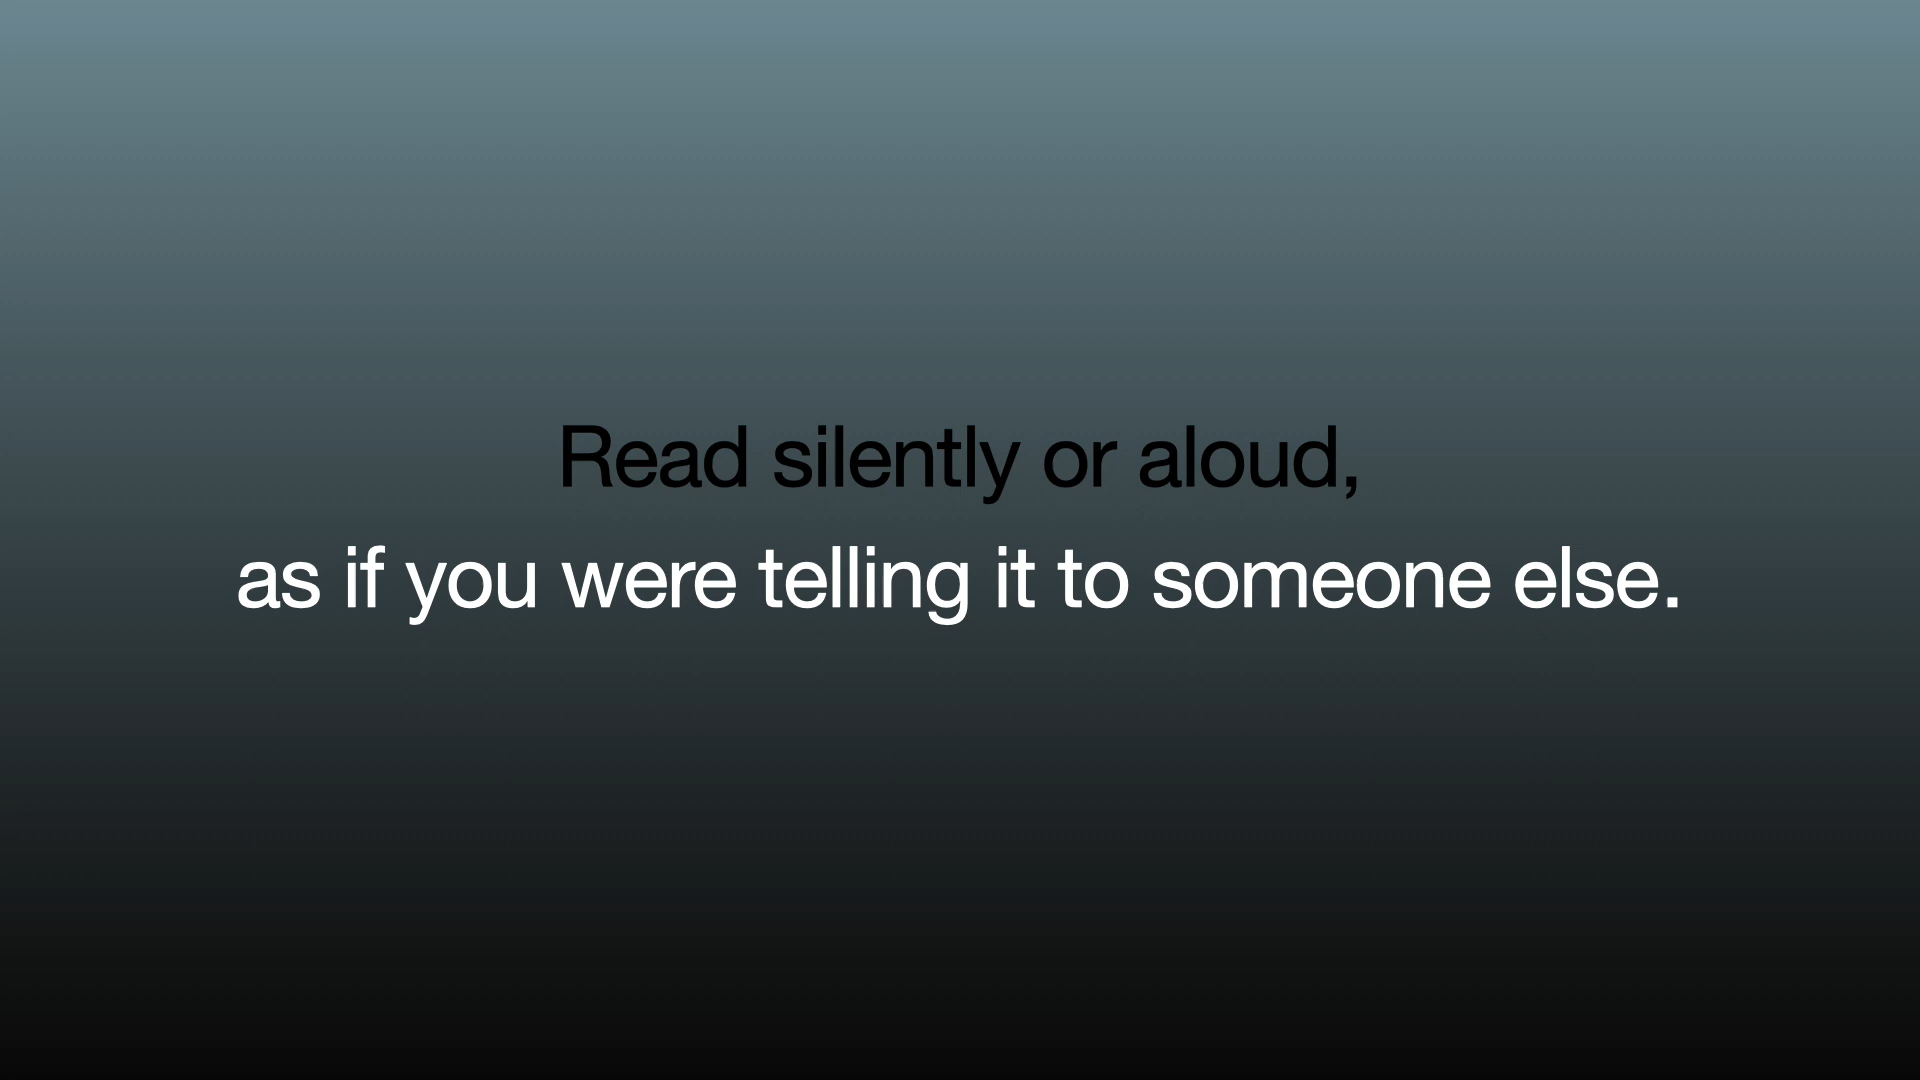 Read silently or aloud,
as if you were telling it to someone else.